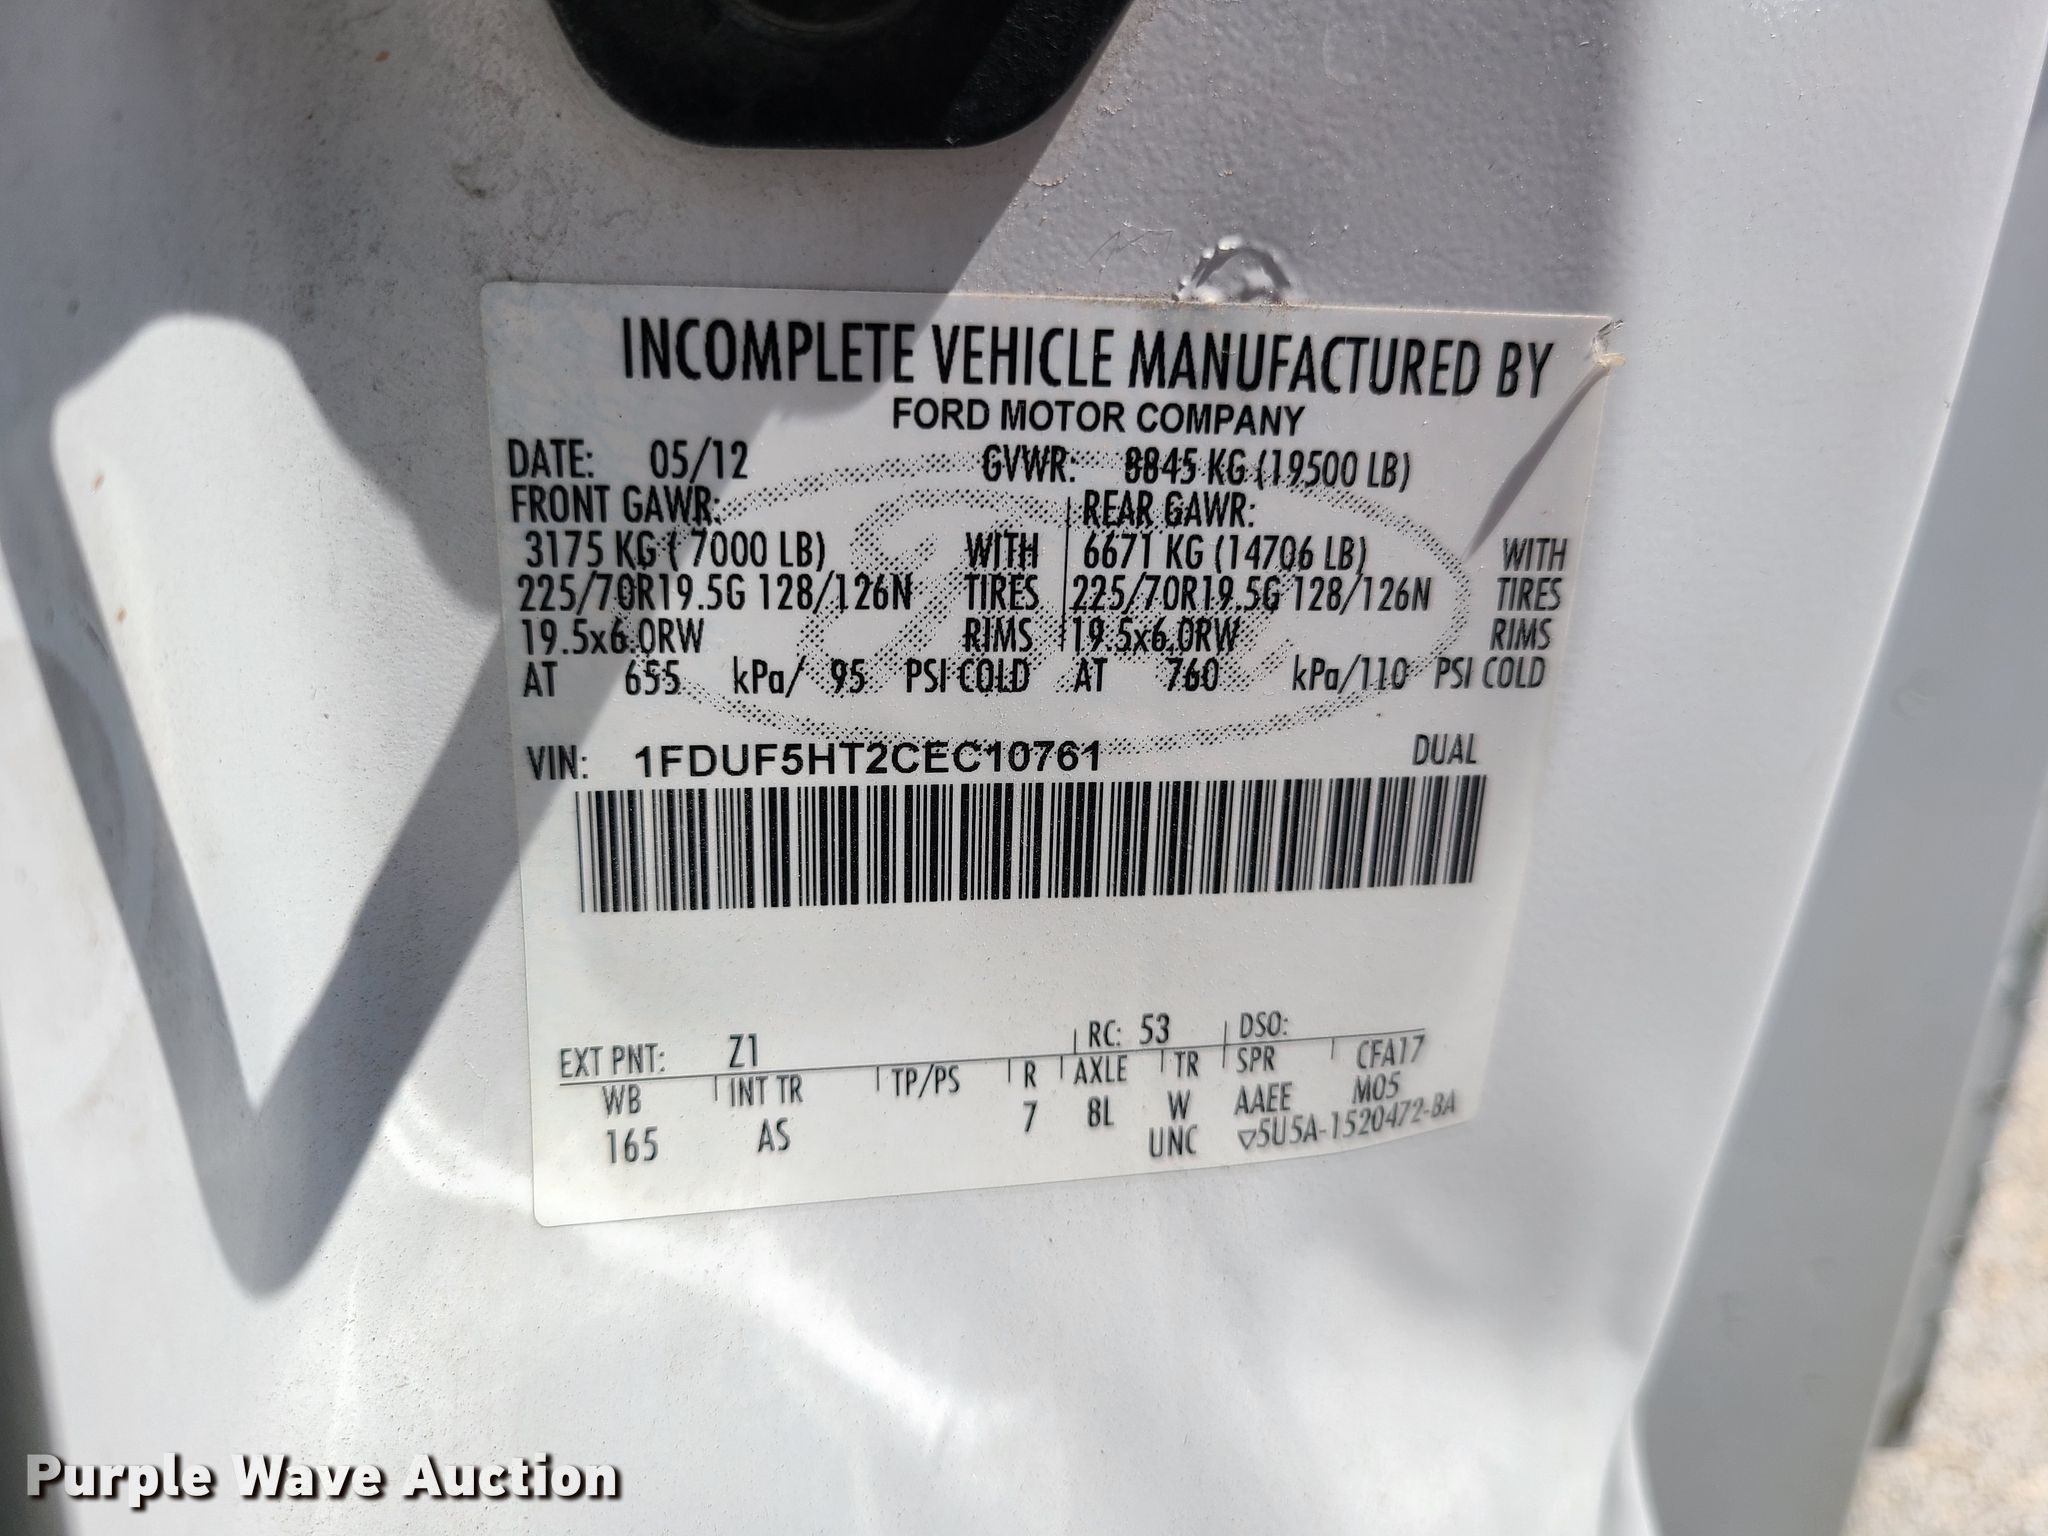 INCOMPLETE VEHICLE MANUFACTURED BY
FORD MOTOR COMPANY
DATE: 05/12 GVWR: 8845 KG (19500 LB)
FRONT GAWR: REAR GAWR:
3175 KG ( 7000 LB) WITH 6671 KG (14706 LB) WITH
225/70R19.5G 128/126N TIRES 225/70R19.5G 128/126N TIRES
19.5x6.0RW RIMS 19.5x6.0RW RIMS
AT 655 kPa/ 95 PSI COLD AT 760 kPa/110 PSI COLD
VIN: 1FDUF5HT2CEC10761 DUAL
EXT PNT: Z1 RC: 53 DSO:
WB INT TR TP/PS R AXLE TR SPR CFA17
165 AS 7 8L W AAEE M05
UNC ▽5U5A-1520472-BA
Purple Wave Auction